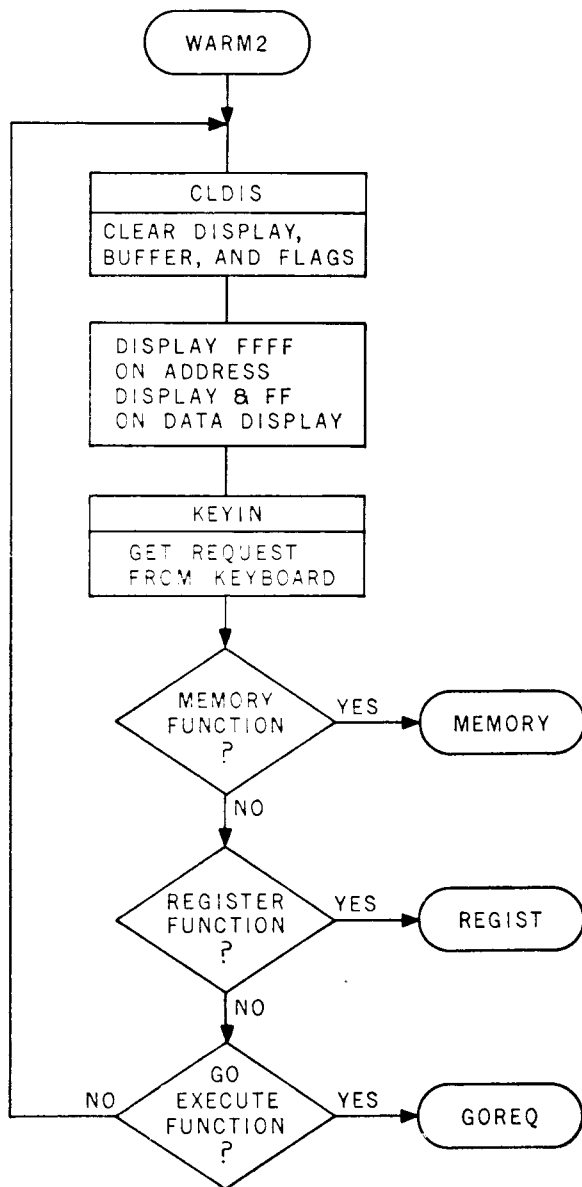 WARM2
CLDIS
CLEAR DISPLAY,
BUFFER, AND FLAGS
DISPLAY FFFF
ON ADDRESS
DISPLAY & FF
ON DATA DISPLAY
KEYIN
GET REQUEST
FROM KEYBOARD
MEMORY
FUNCTION
?
YES
MEMORY
NO
REGISTER
FUNCTION
?
YES
REGIST
NO
GO
EXECUTE
FUNCTION
?
NO
YES
GOREQ